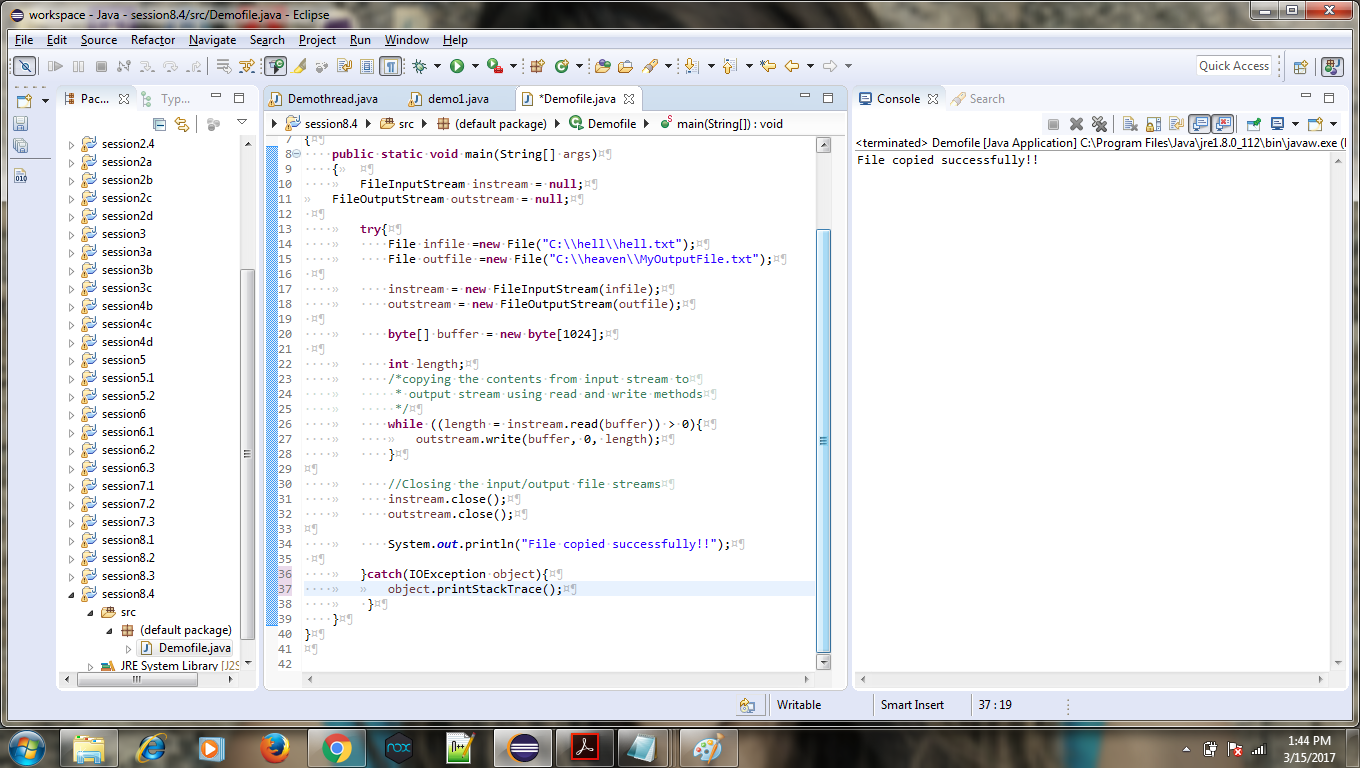 workspace - Java - session8.4/src/Demofile.java - Eclipse
File Edit Source Refactor Navigate Search Project Run Window Help
Quick Access
Pac... Typ...
session2.4
session2a
session2b
session2c
session2d
session3
session3a
session3b
session3c
session4b
session4c
session4d
session5
session5.1
session5.2
session6
session6.1
session6.2
session6.3
session7.1
session7.2
session7.3
session8.1
session8.2
session8.3
session8.4
src
(default package)
Demofile.java
JRE System Library [J2S
Demothread.java demo1.java *Demofile.java
session8.4 src (default package) Demofile main(String[]) : void
7 {
8 public static void main(String[] args)
9 {
10 FileInputStream instream = null;
11 FileOutputStream outstream = null;
12
13 try{
14 File infile =new File("C:\\hell\\hell.txt");
15 File outfile =new File("C:\\heaven\\MyOutputFile.txt");
16
17 instream = new FileInputStream(infile);
18 outstream = new FileOutputStream(outfile);
19
20 byte[] buffer = new byte[1024];
21
22 int length;
23 /*copying the contents from input stream to
24 * output stream using read and write methods
25 */
26 while ((length = instream.read(buffer)) > 0){
27 outstream.write(buffer, 0, length);
28 }
29
30 //Closing the input/output file streams
31 instream.close();
32 outstream.close();
33
34 System.out.println("File copied successfully!!");
35
36 }catch(IOException object){
37 object.printStackTrace();
38 }
39 }
40 }
41
42
Console Search
<terminated> Demofile [Java Application] C:\Program Files\Java\jre1.8.0_112\bin\javaw.exe (
File copied successfully!!
Writable Smart Insert 37 : 19
1:44 PM
3/15/2017